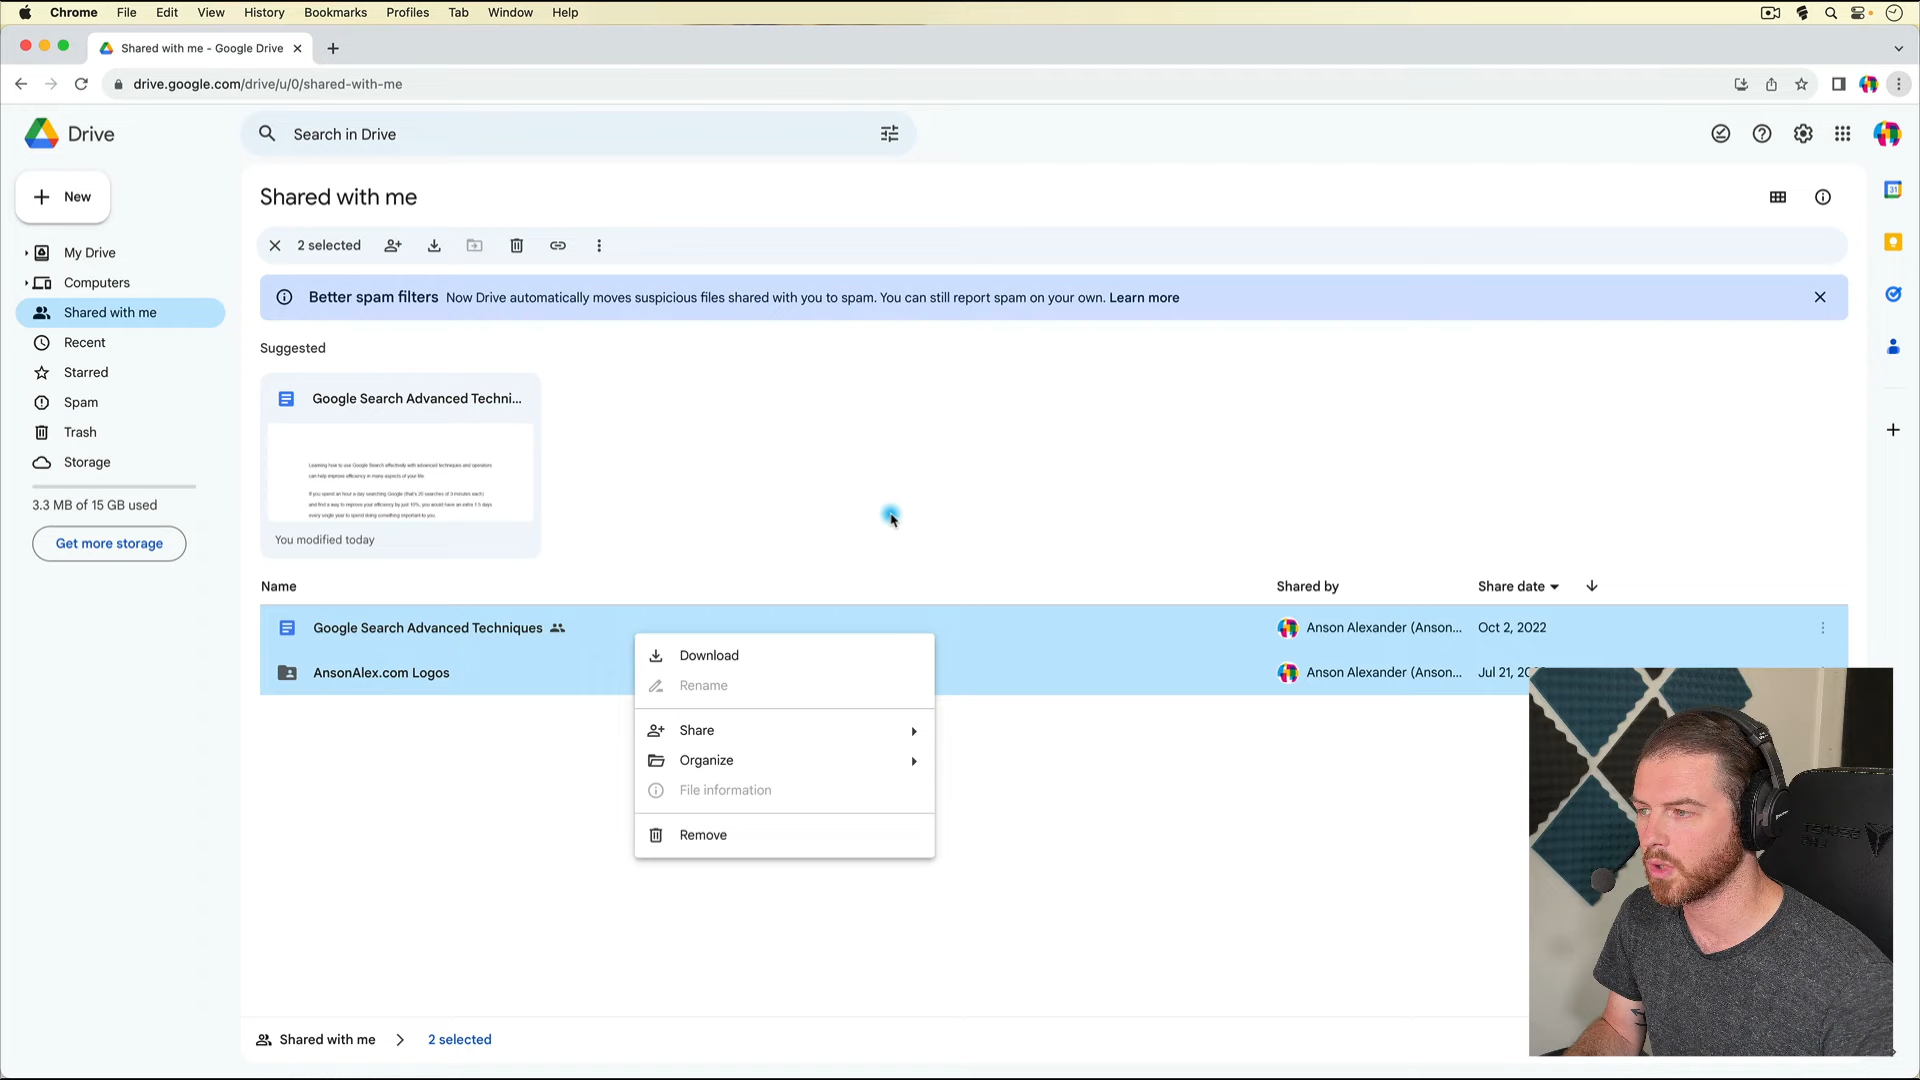 Chrome File Edit View History Bookmarks Profiles Tab Window Help
Shared with me - Google Drive
drive.google.com/drive/u/0/shared-with-me
Drive
Search in Drive
New
Shared with me
31
2 selected
My Drive
Computers
Shared with me
Recent
Starred
Spam
Trash
Storage
3.3 MB of 15 GB used
Get more storage
Better spam filters Now Drive automatically moves suspicious files shared with you to spam. You can still report spam on your own. Learn more
Suggested
Google Search Advanced Techni...
Learning how to use Google Search effectively with advanced techniques and operators
can help improve efficiency in many aspects of your life.
If you spend an hour a day searching Google (that's 20 searches of 3 minutes each)
and find a way to improve your efficiency by just 10%, you would have an extra 1.5 days
every single year to spend doing something important to you.
You modified today
Name Shared by Share date
Google Search Advanced Techniques Anson Alexander (Anson... Oct 2, 2022
AnsonAlex.com Logos Anson Alexander (Anson... Jul 21, 20
Download
Rename
Share
Organize
File information
Remove
Shared with me 2 selected